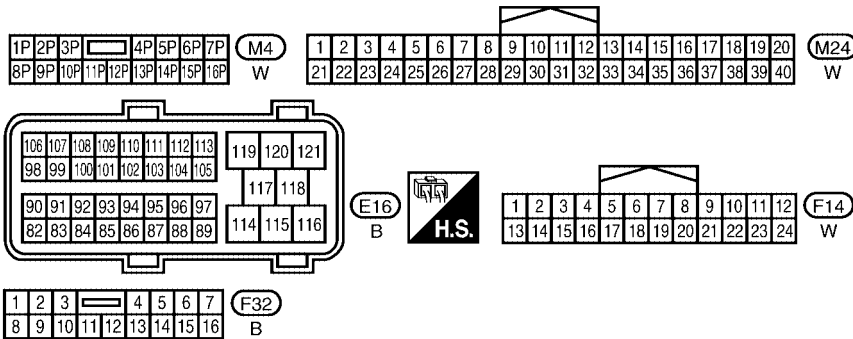 1P 2P 3P 4P 5P 6P 7P
8P 9P 10P 11P 12P 13P 14P 15P 16P
M4
W
1 2 3 4 5 6 7 8 9 10 11 12 13 14 15 16 17 18 19 20
21 22 23 24 25 26 27 28 29 30 31 32 33 34 35 36 37 38 39 40
M24
W
106 107 108 109 110 111 112 113
98 99 100 101 102 103 104 105
90 91 92 93 94 95 96 97
82 83 84 85 86 87 88 89
119 120 121
117 118
114 115 116
E16
B
H.S.
1 2 3 4 5 6 7 8 9 10 11 12
13 14 15 16 17 18 19 20 21 22 23 24
F14
W
1 2 3 4 5 6 7
8 9 10 11 12 13 14 15 16
F32
B